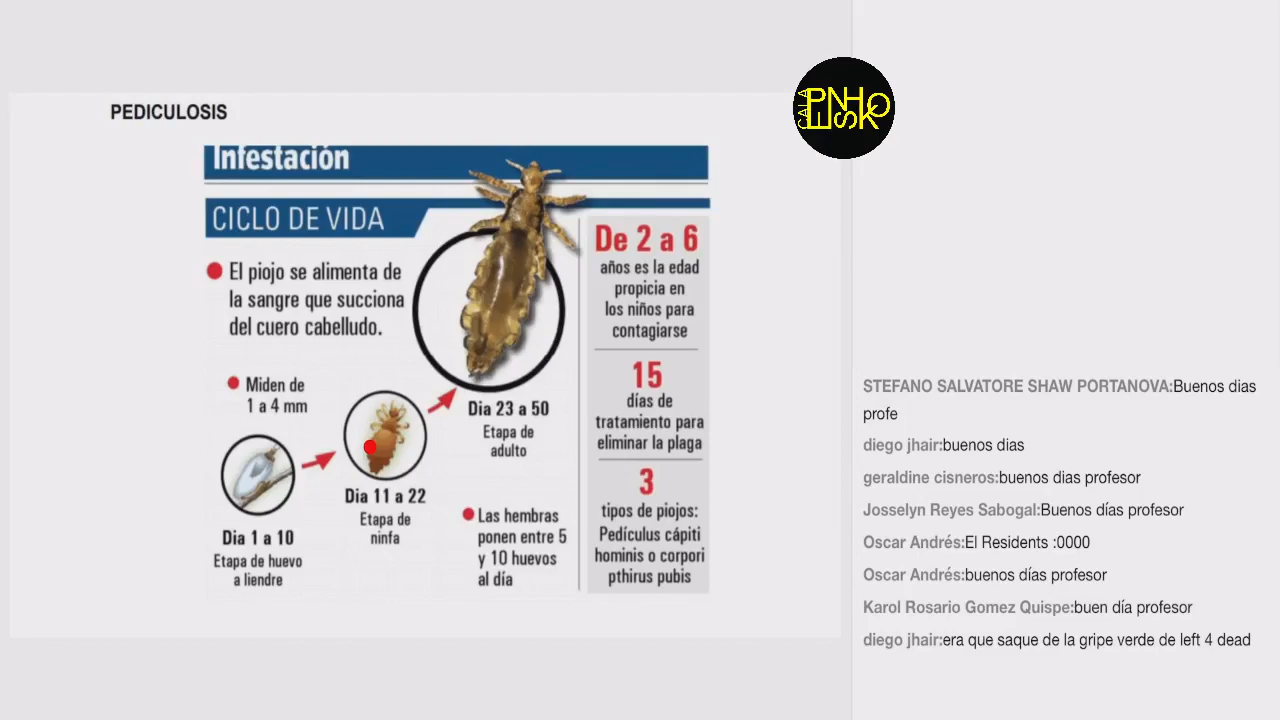 PEDICULOSIS
Infestación
CICLO DE VIDA
El piojo se alimenta de
la sangre que succiona
del cuero cabelludo.
Miden de
1 a 4 mm
Dia 1 a 10
Etapa de huevo
a liendre
Dia 11 a 22
Etapa de
ninfa
Dia 23 a 50
Etapa de
adulto
Las hembras
ponen entre 5
y 10 huevos
al día
De 2 a 6
años es la edad
propicia en
los niños para
contagiarse
15
días de
tratamiento para
eliminar la plaga
3
tipos de piojos:
Pedículus cápiti
hominis o corpori
pthirus pubis
STEFANO SALVATORE SHAW PORTANOVA:Buenos dias
profe
diego jhair:buenos dias
geraldine cisneros:buenos dias profesor
Josselyn Reyes Sabogal:Buenos días profesor
Oscar Andrés:El Residents :0000
Oscar Andrés:buenos días profesor
Karol Rosario Gomez Quispe:buen día profesor
diego jhair:era que saque de la gripe verde de left 4 dead